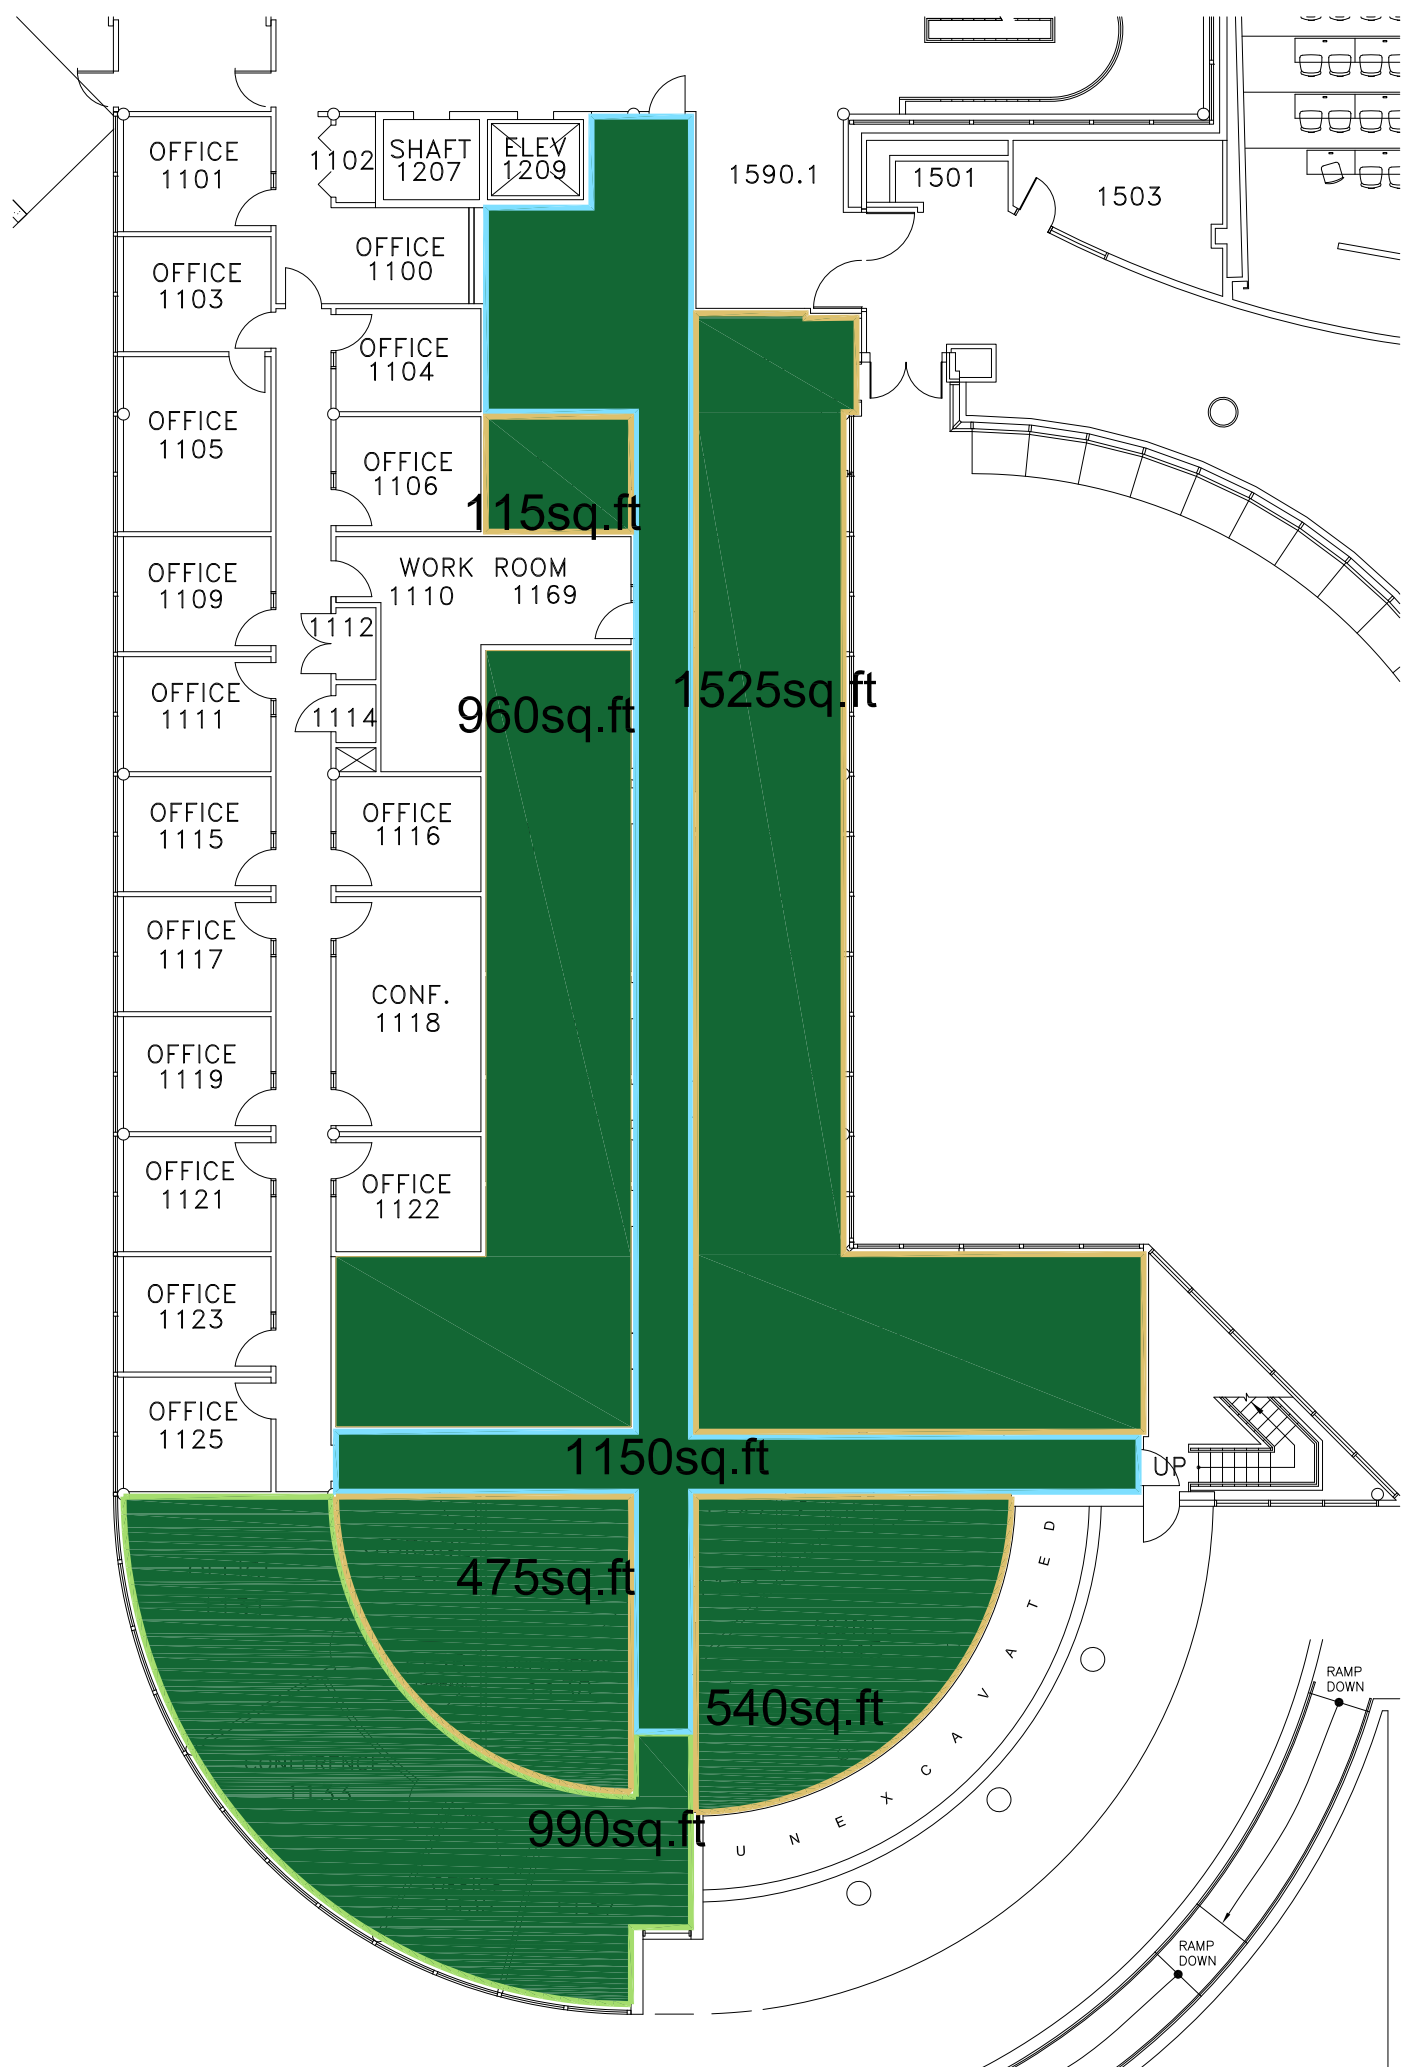 OFFICE
1101
1102
SHAFT
1207
ELEV
1209
1590.1
1501
1503
OFFICE
1103
OFFICE
1100
OFFICE
1104
OFFICE
1105
OFFICE
1106
115sq.ft
OFFICE
1109
WORK ROOM
1110
1169
1112
OFFICE
1111
1114
960sq.ft
1525sq.ft
OFFICE
1115
OFFICE
1116
OFFICE
1117
CONF.
1118
OFFICE
1119
OFFICE
1121
OFFICE
1122
OFFICE
1123
OFFICE
1125
1150sq.ft
UP
475sq.ft
540sq.ft
UNEXCAVATED
CONFERENCE
1133
990sq.ft
RAMP
DOWN
RAMP
DOWN